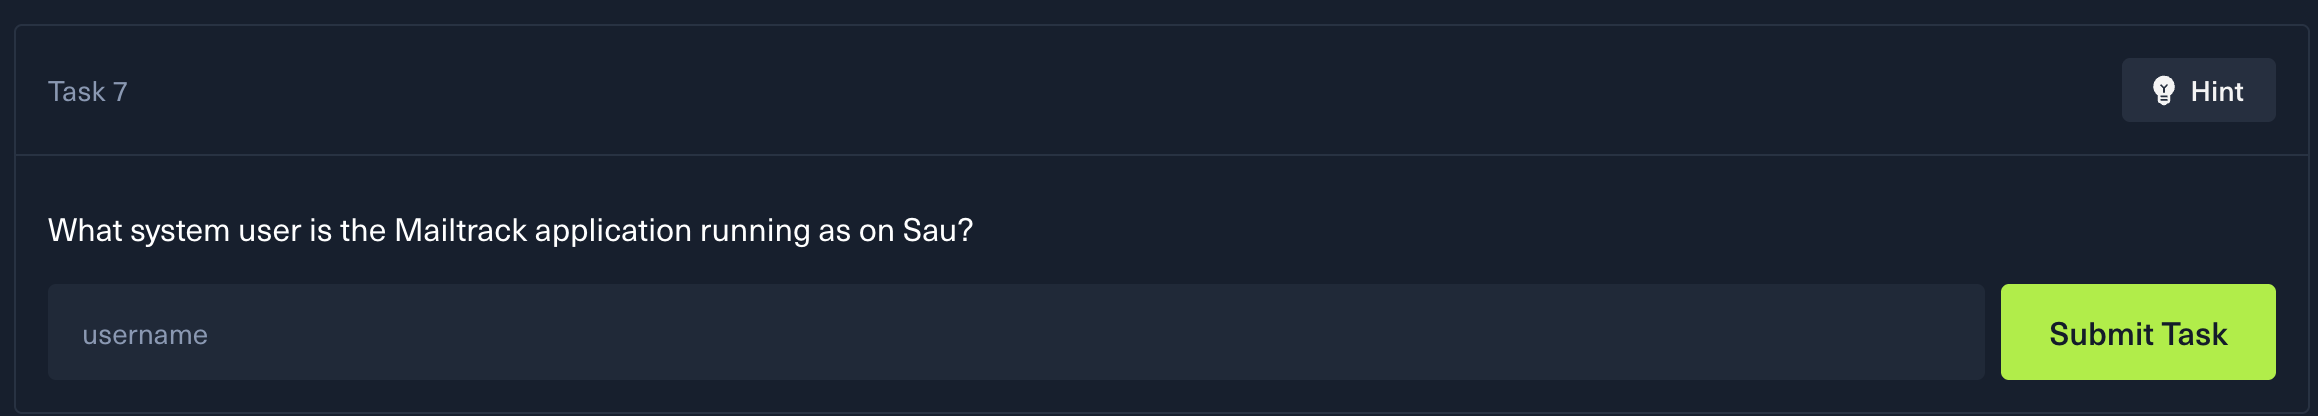 Task 7
Hint
What system user is the Mailtrack application running as on Sau?
username
Submit Task